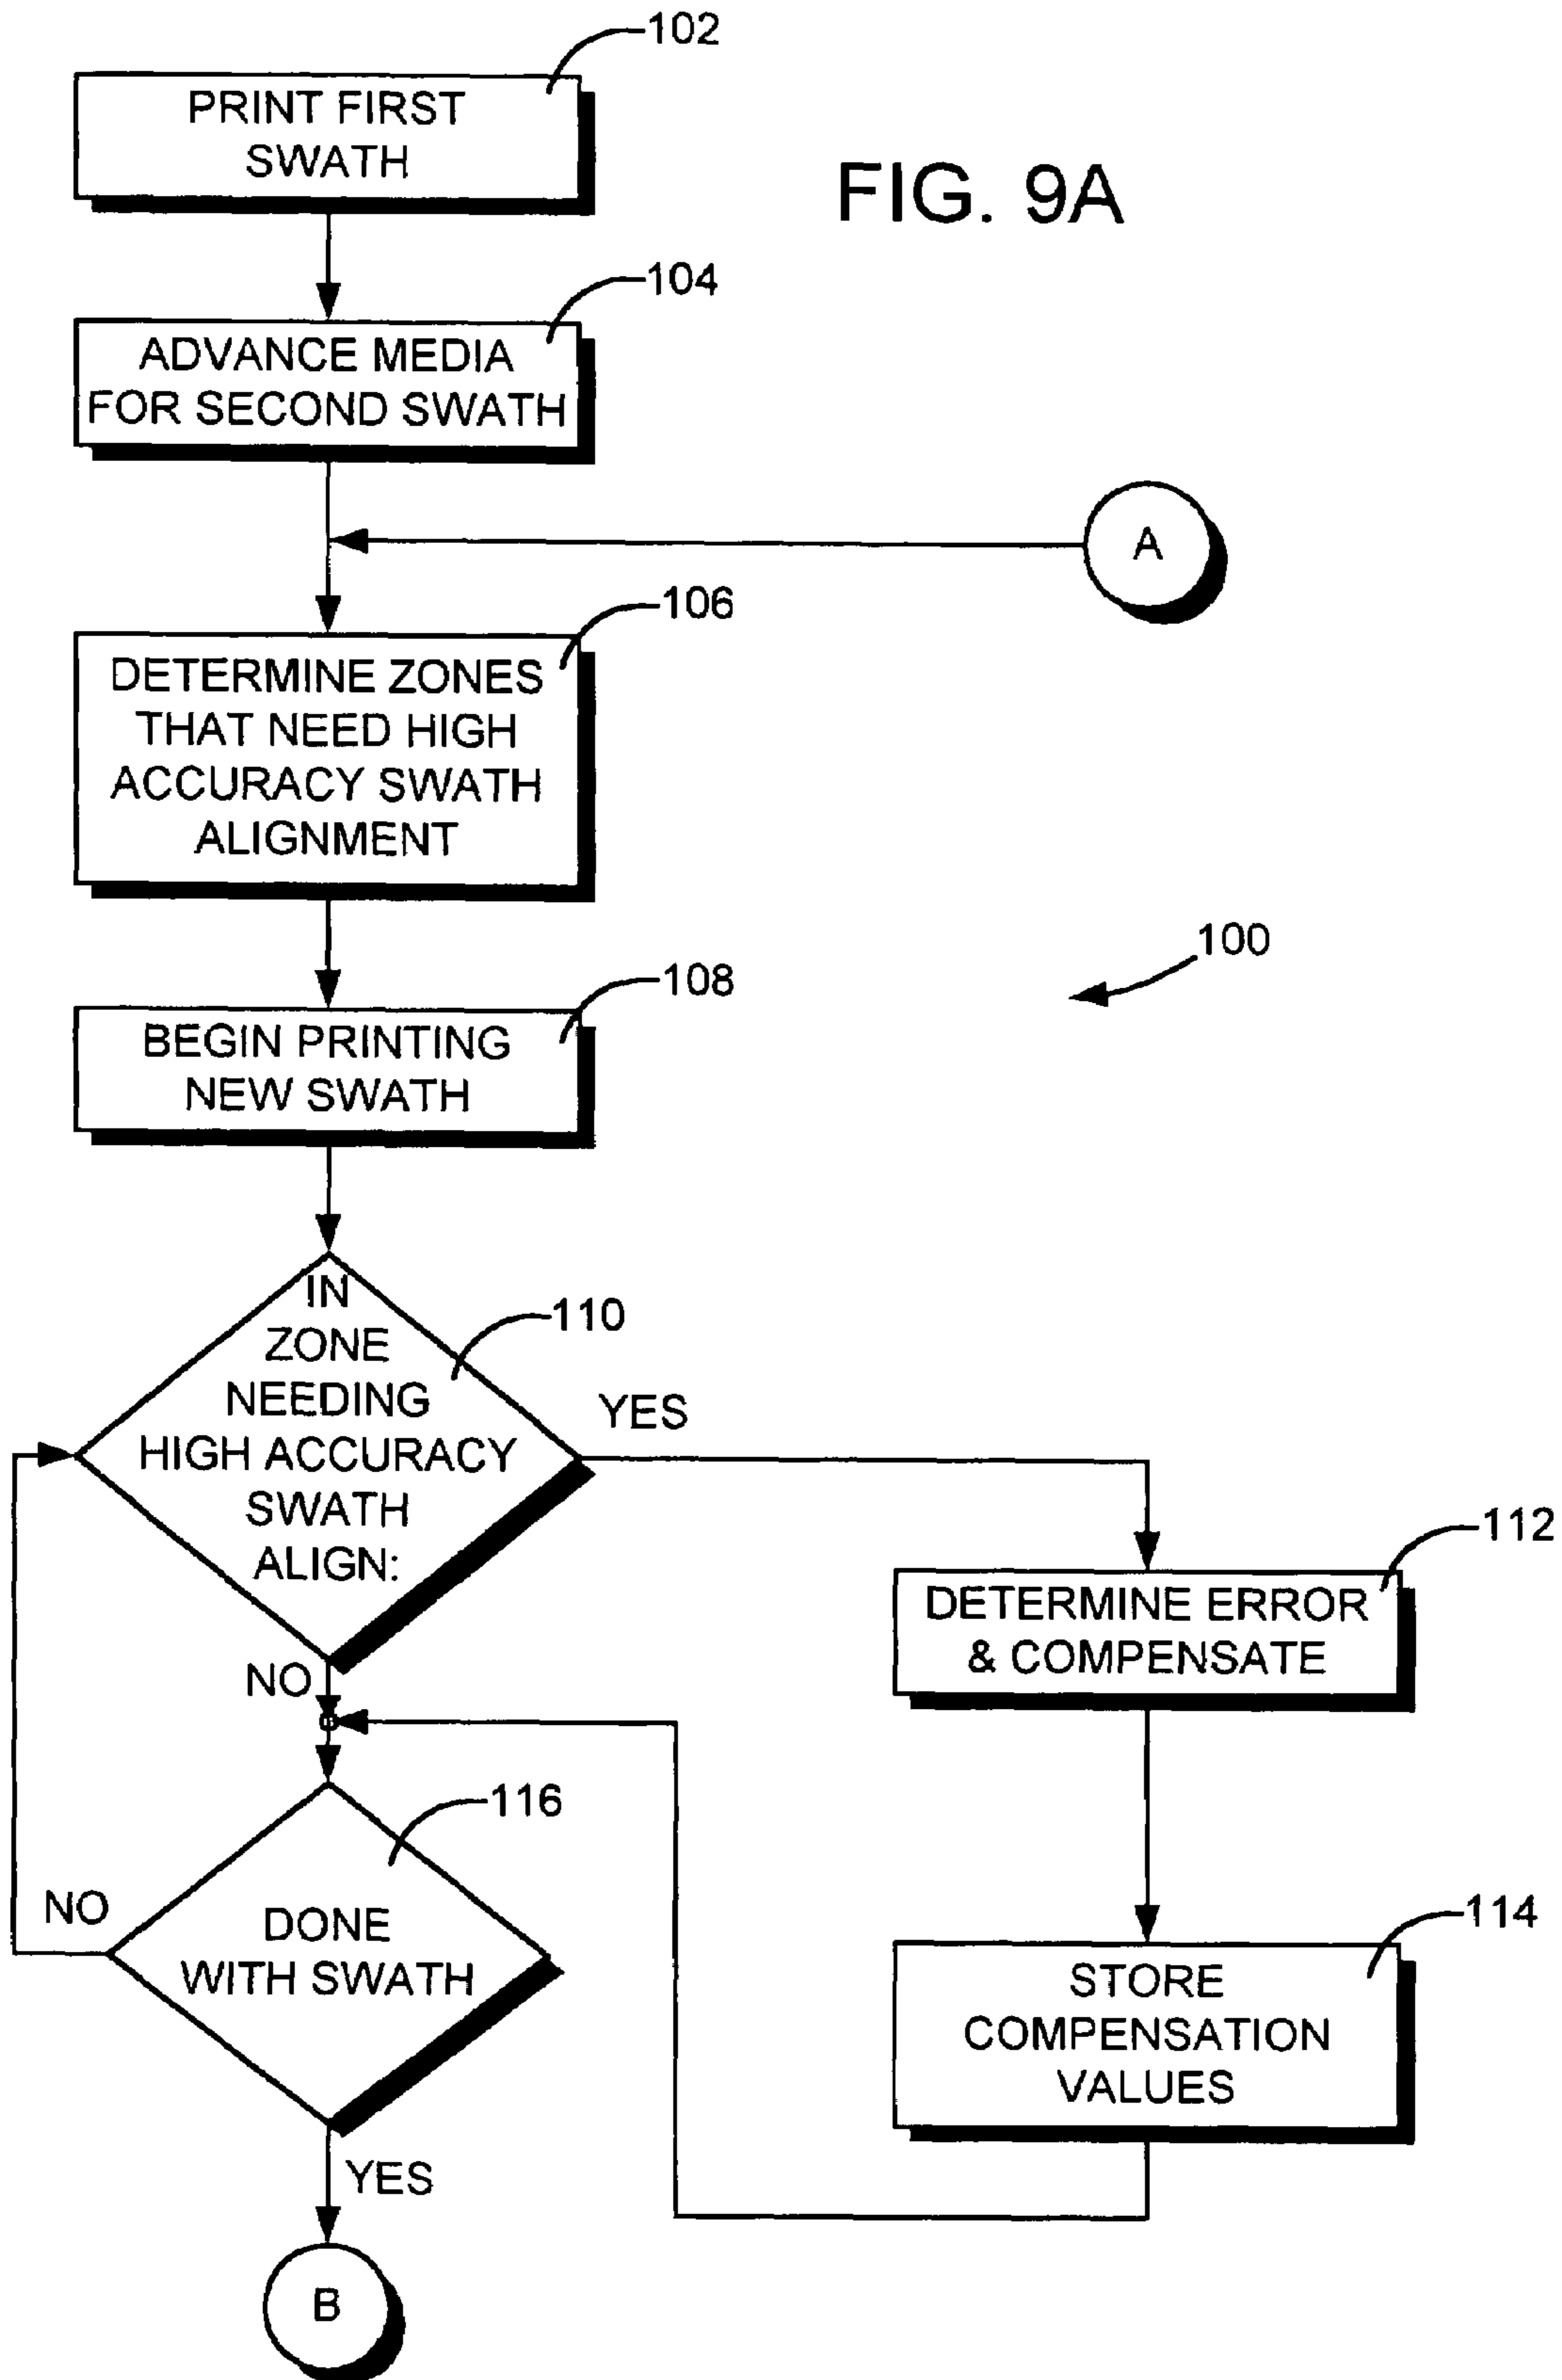 102
PRINT FIRST
SWATH
FIG. 9A
104
ADVANCE MEDIA
FOR SECOND SWATH
A
106
DETERMINE ZONES
THAT NEED HIGH
ACCURACY SWATH
ALIGNMENT
100
108
BEGIN PRINTING
NEW SWATH
IN
ZONE
NEEDING
HIGH ACCURACY
SWATH
ALIGN:
110
YES
112
DETERMINE ERROR
& COMPENSATE
NO
116
DONE
WITH SWATH
NO
114
STORE
COMPENSATION
VALUES
YES
B